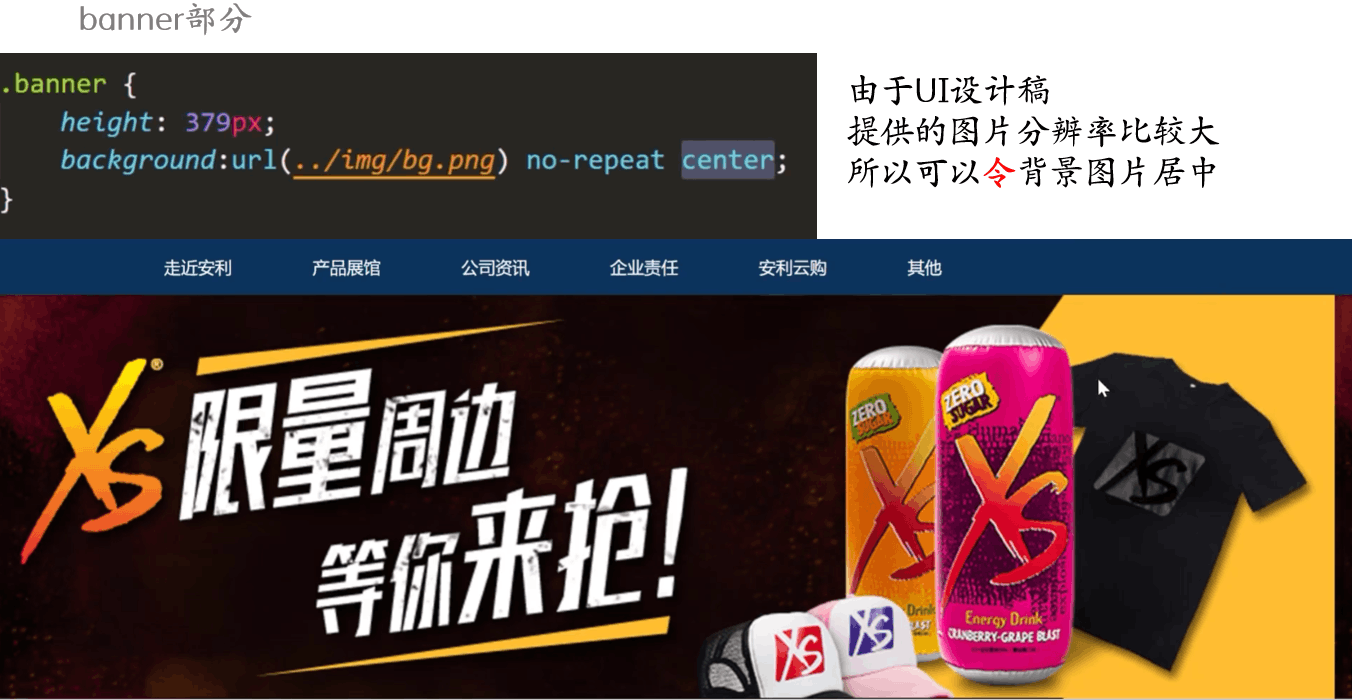 banner部分
.banner {
height: 379px;
background:url(../img/bg.png) no-repeat center;
}
由于UI设计稿
提供的图片分辨率比较大
所以可以令背景图片居中
走近安利 产品展馆 公司资讯 企业责任 安利云购 其他
XS®
限量周边
等你来抢!
ZERO
SUGAR
XS
Drink
BLAST
ZERO
SUGAR
XS
Energy Drink
CRANBERRY-GRAPE BLAST
XS
XS
XS